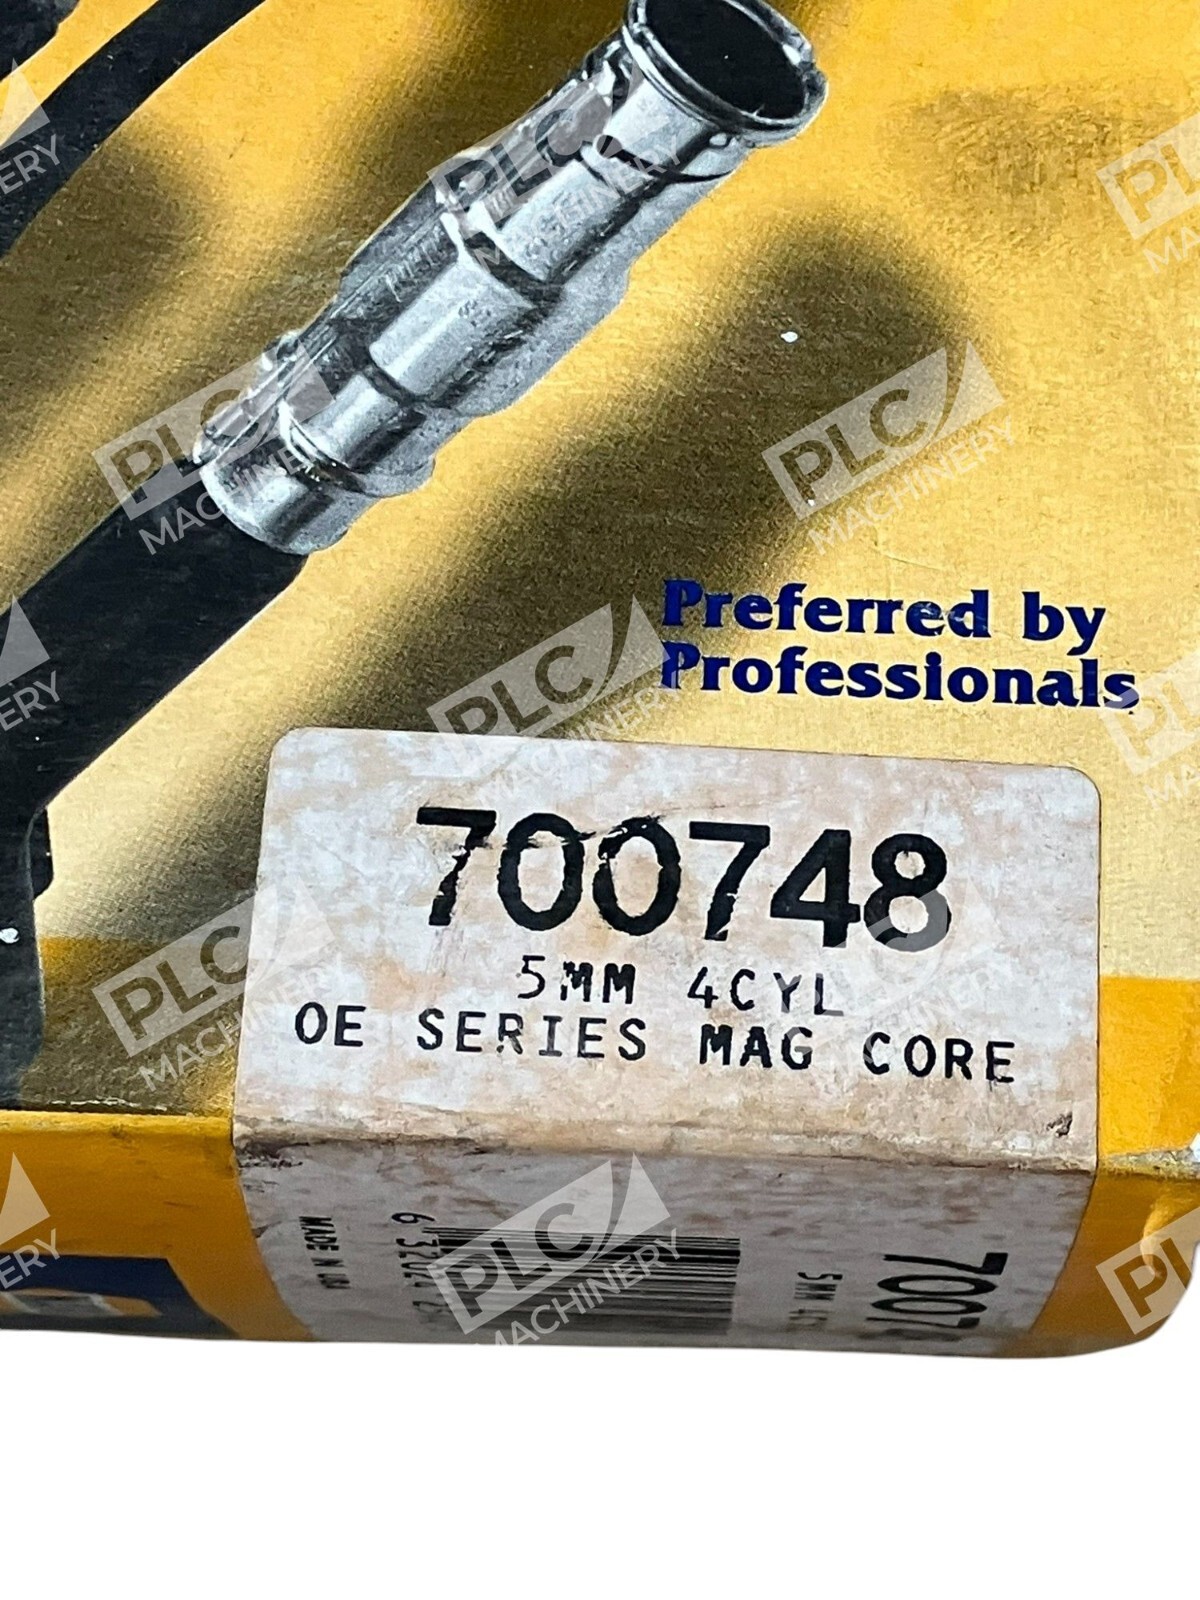 Preferred by
Professionals
700748
5MM 4CYL
OE SERIES MAG CORE
MADE IN USA
PLC
MACHINERY